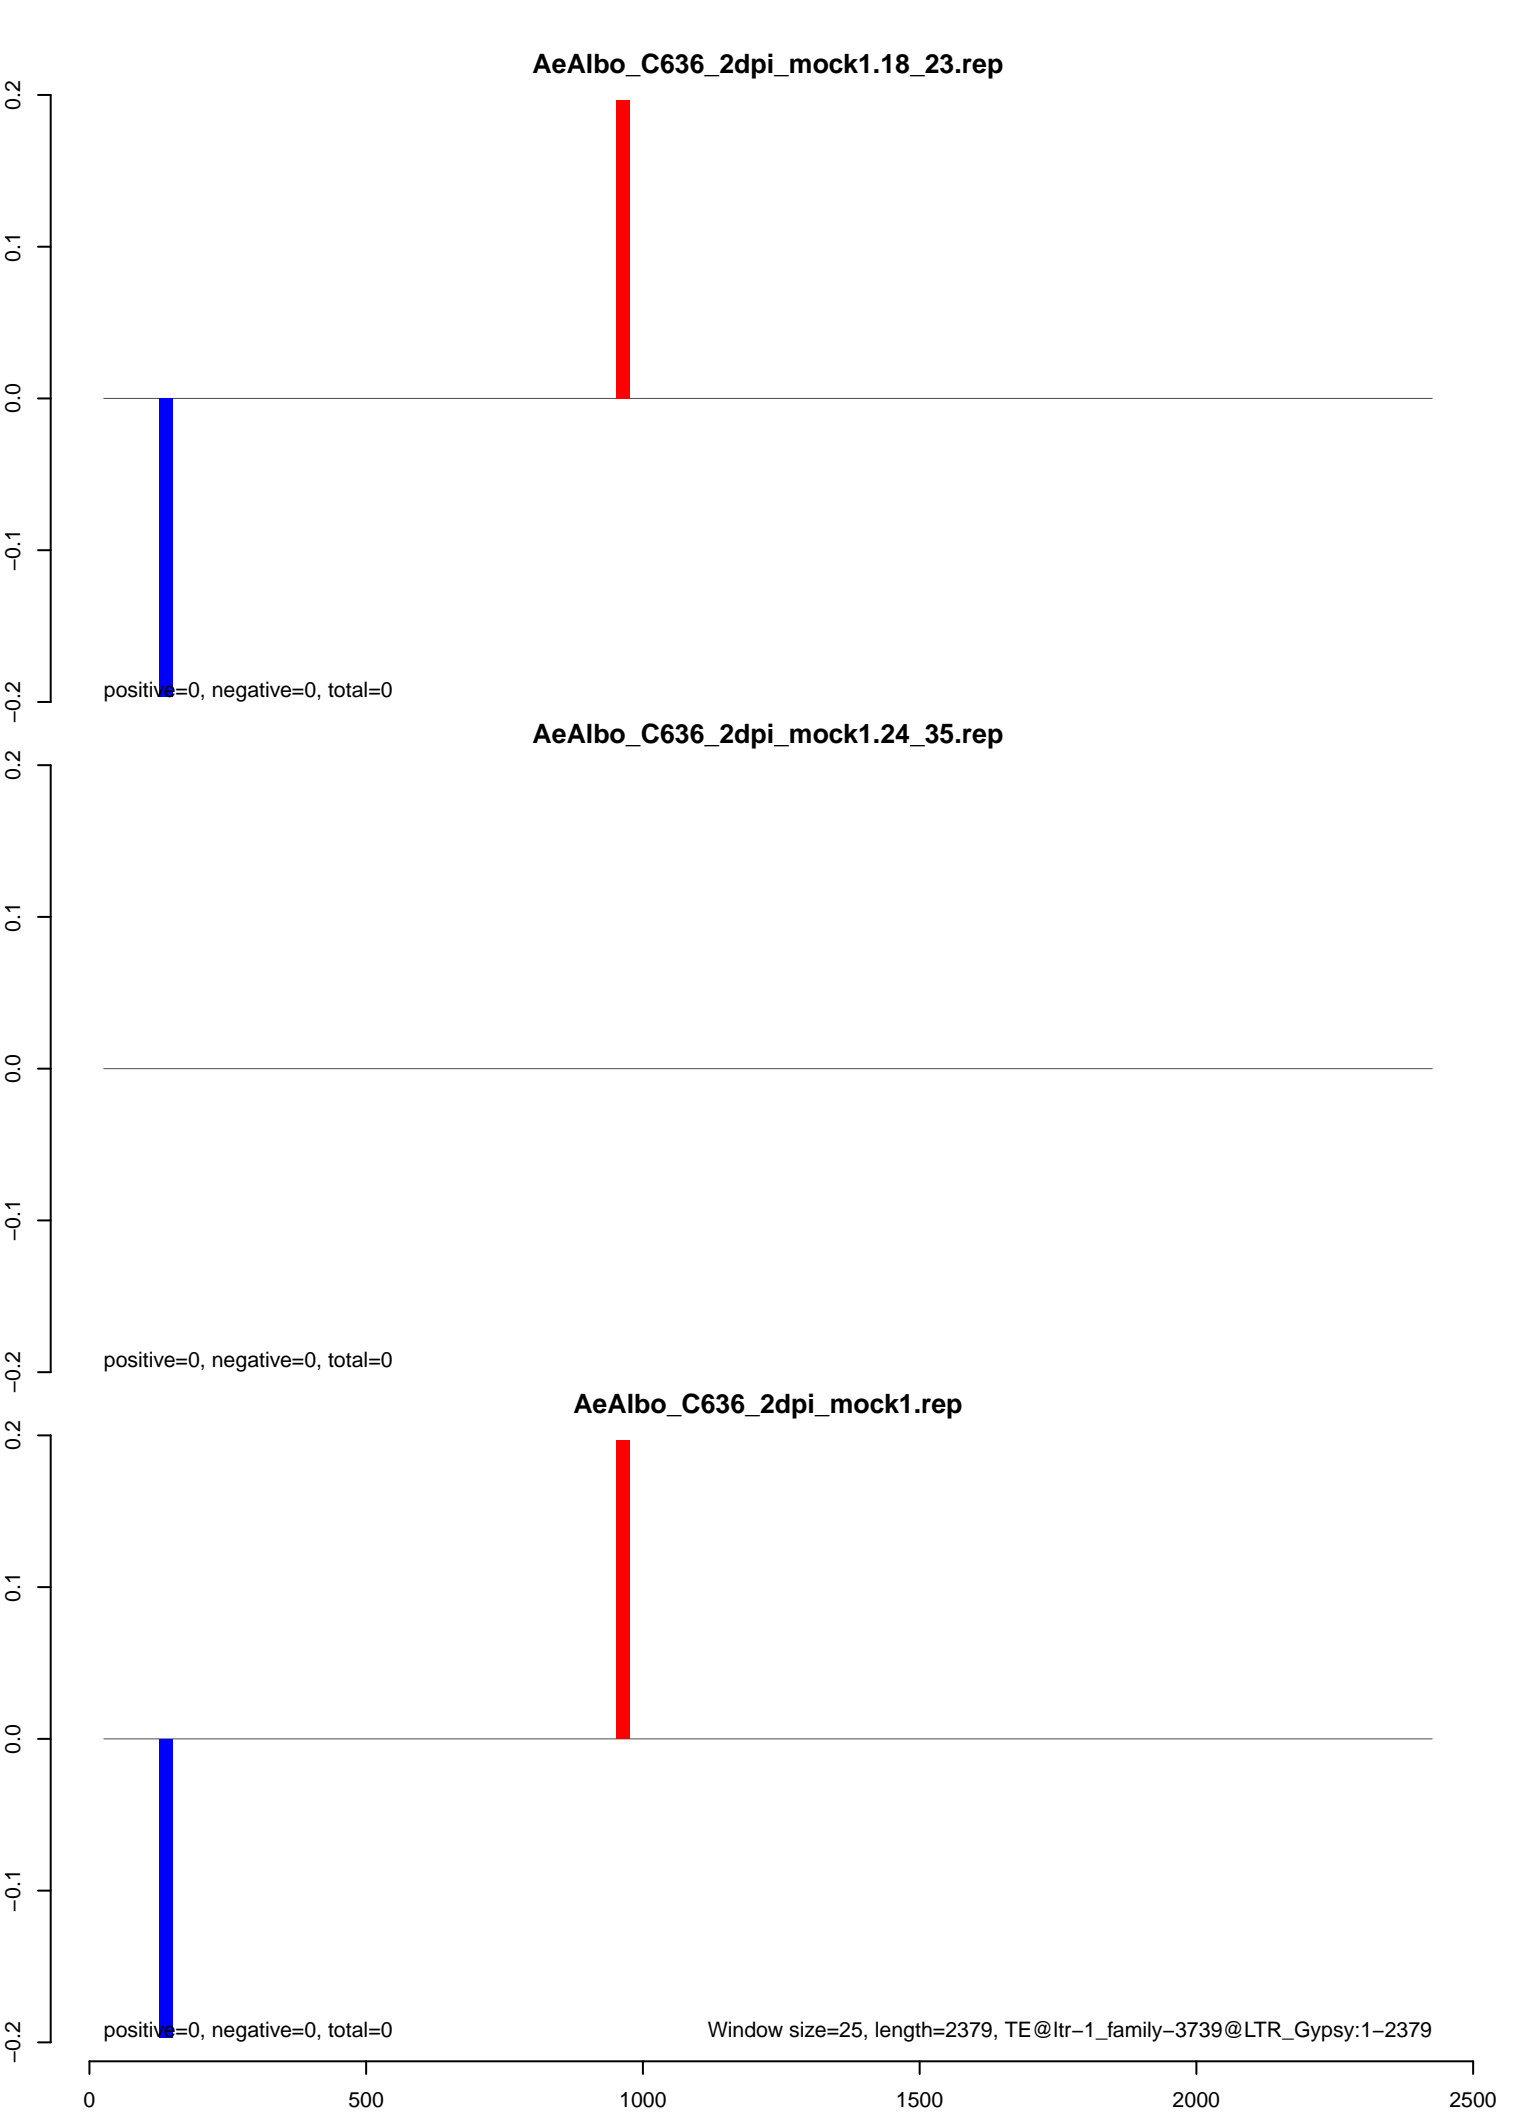 AeAlbo_C636_2dpi_mock1.18_23.rep
0.2
0.1
0.0
−0.1
−0.2
positive=0, negative=0, total=0
AeAlbo_C636_2dpi_mock1.24_35.rep
0.2
0.1
0.0
−0.1
−0.2
positive=0, negative=0, total=0
AeAlbo_C636_2dpi_mock1.rep
0.2
0.1
0.0
−0.1
−0.2
positive=0, negative=0, total=0
Window size=25, length=2379, TE@ltr−1_family−3739@LTR_Gypsy:1−2379
0 500 1000 1500 2000 2500